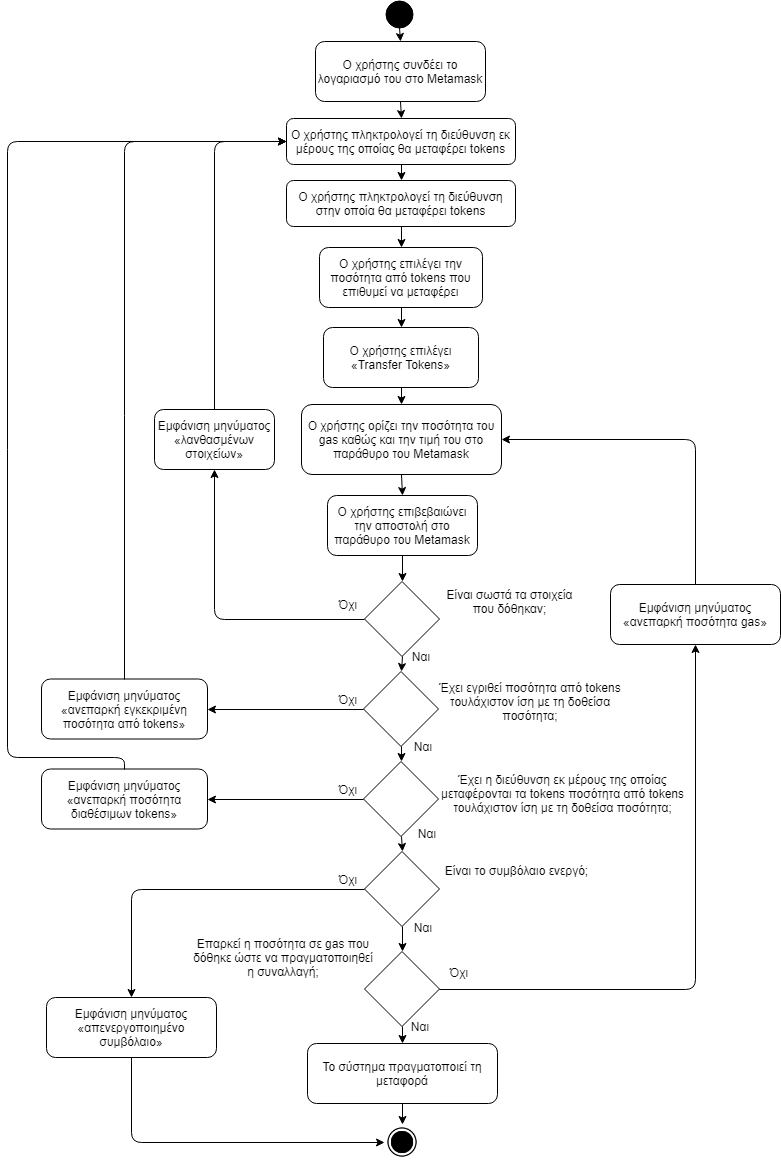 Ο χρήστης συνδέει το
λογαριασμό του στο Metamask
Ο χρήστης πληκτρολογεί τη διεύθυνση εκ
μέρους της οποίας θα μεταφέρει tokens
Ο χρήστης πληκτρολογεί τη διεύθυνση
στην οποία θα μεταφέρει tokens
Ο χρήστης επιλέγει την
ποσότητα από tokens που
επιθυμεί να μεταφέρει
Ο χρήστης επιλέγει
«Transfer Tokens»
Εμφάνιση μηνύματος
«λανθασμένων
στοιχείων»
Ο χρήστης ορίζει την ποσότητα του
gas καθώς και την τιμή του στο
παράθυρο του Metamask
Ο χρήστης επιβεβαιώνει
την αποστολή στο
παράθυρο του Metamask
Όχι
Είναι σωστά τα στοιχεία
που δόθηκαν;
Εμφάνιση μηνύματος
«ανεπαρκή ποσότητα gas»
Ναι
Εμφάνιση μηνύματος
«ανεπαρκή εγκεκριμένη
ποσότητα από tokens»
Όχι
Έχει εγριθεί ποσότητα από tokens
τουλάχιστον ίση με τη δοθείσα
ποσότητα;
Ναι
Εμφάνιση μηνύματος
«ανεπαρκή ποσότητα
διαθέσιμων tokens»
Όχι
Έχει η διεύθυνση εκ μέρους της οποίας
μεταφέρονται τα tokens ποσότητα από tokens
τουλάχιστον ίση με τη δοθείσα ποσότητα;
Ναι
Όχι
Είναι το συμβόλαιο ενεργό;
Ναι
Επαρκεί η ποσότητα σε gas που
δόθηκε ώστε να πραγματοποιηθεί
η συναλλαγή;
Όχι
Εμφάνιση μηνύματος
«απενεργοποιημένο
συμβόλαιο»
Ναι
Το σύστημα πραγματοποιεί τη
μεταφορά